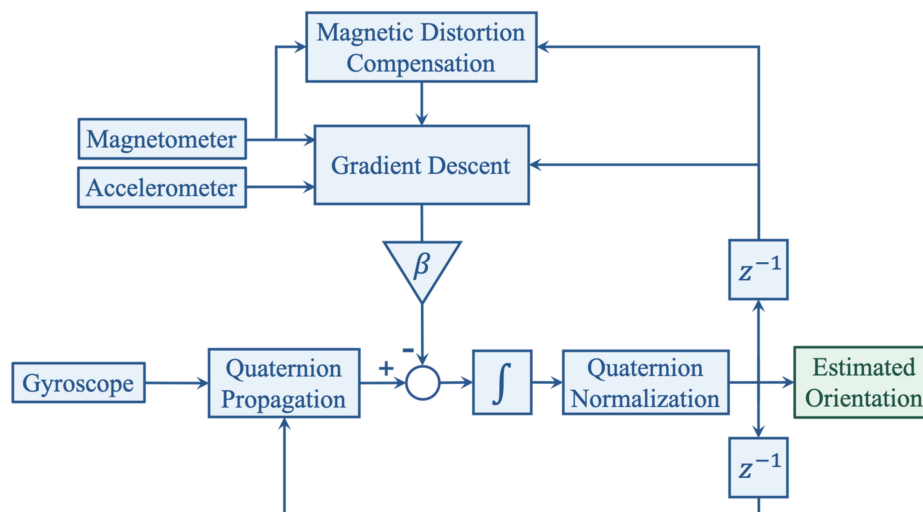 Magnetic Distortion
Compensation
Magnetometer
Gradient Descent
Accelerometer
z⁻¹
β
-
+
Gyroscope
Quaternion
Propagation
∫
Quaternion
Normalization
Estimated
Orientation
z⁻¹